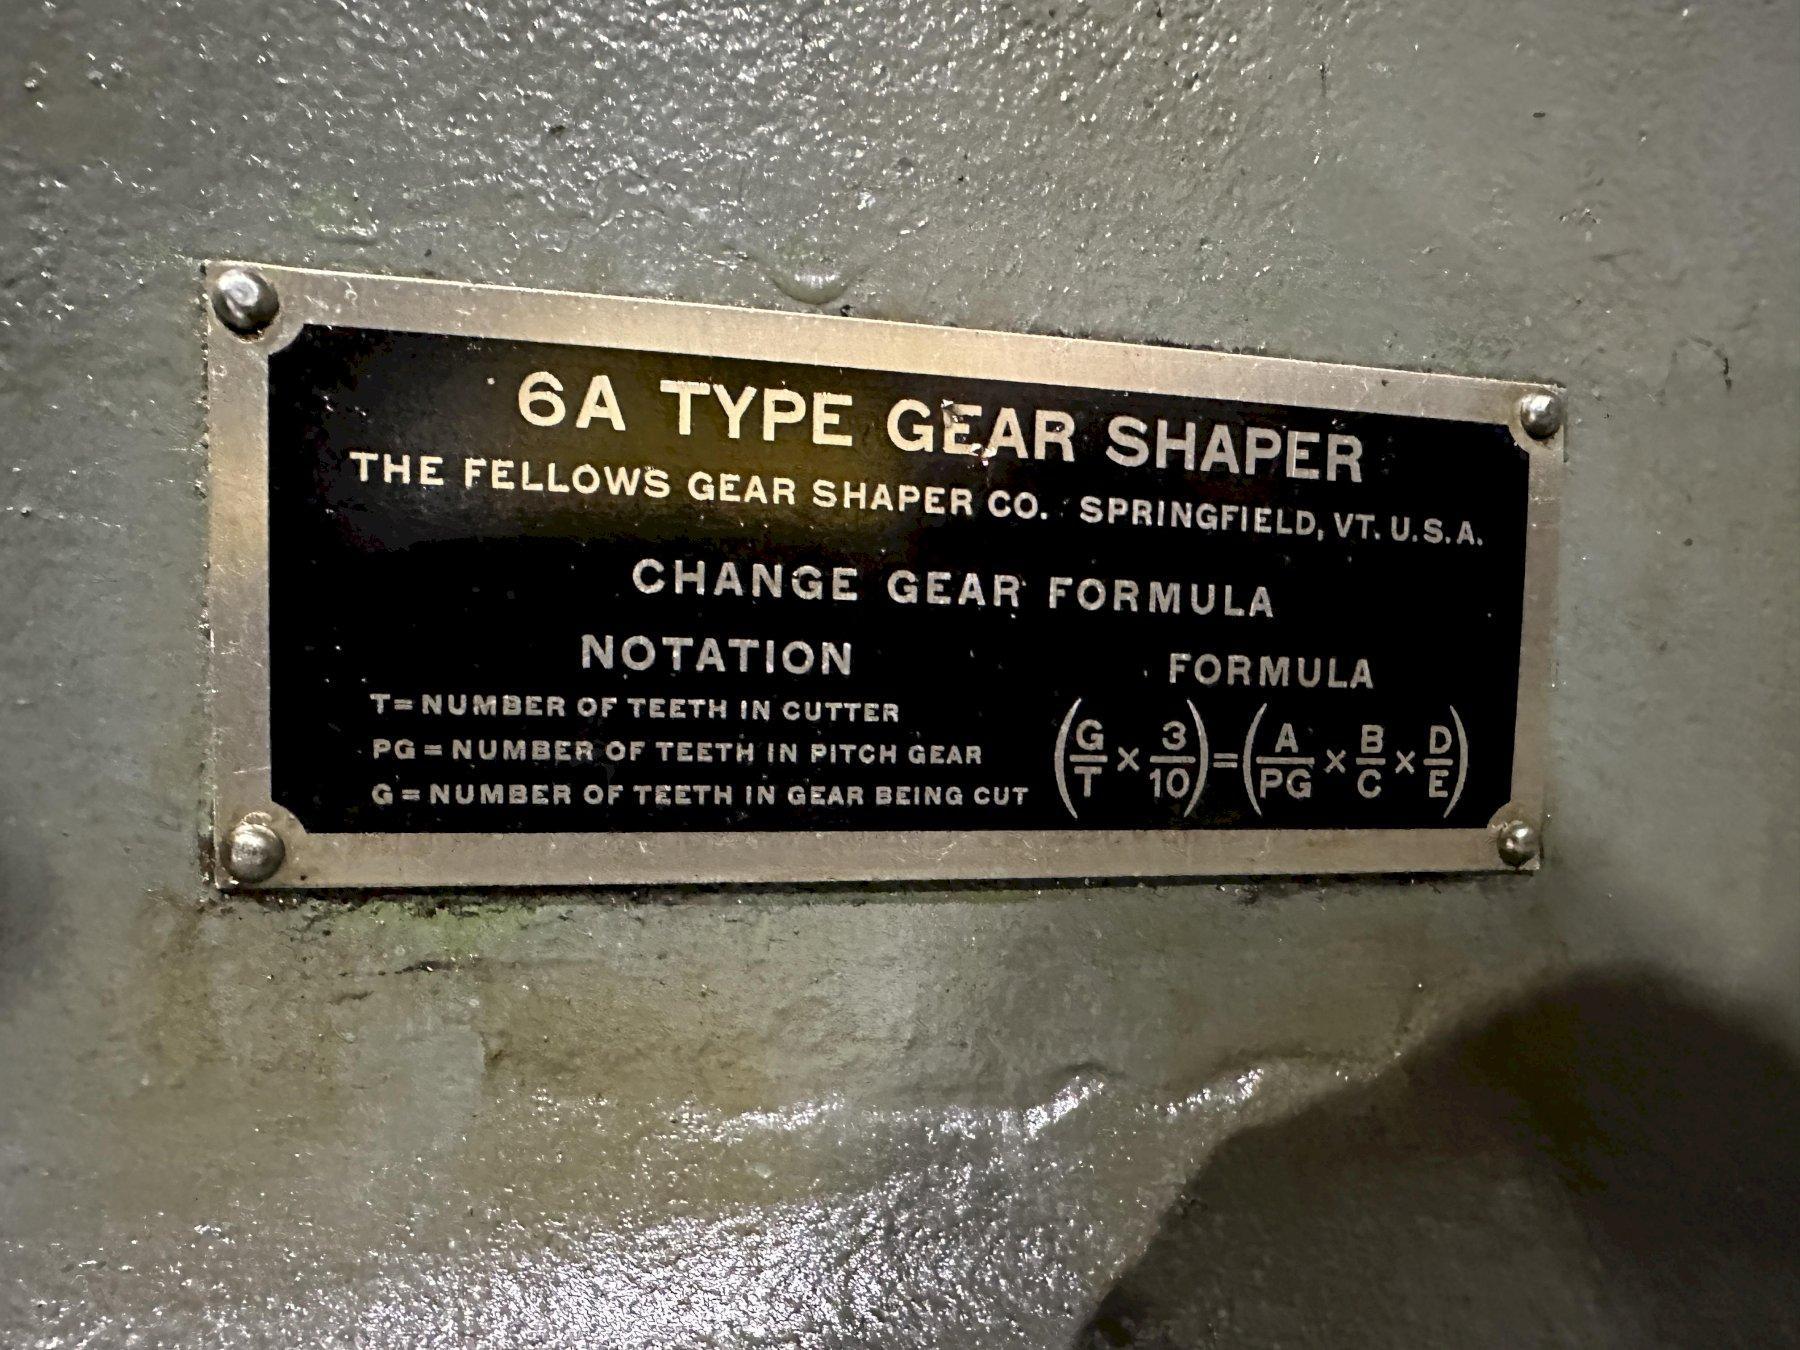 6A TYPE GEAR SHAPER
THE FELLOWS GEAR SHAPER CO. SPRINGFIELD, VT. U.S.A.
CHANGE GEAR FORMULA
NOTATION
T = NUMBER OF TEETH IN CUTTER
PG = NUMBER OF TEETH IN PITCH GEAR
G = NUMBER OF TEETH IN GEAR BEING CUT
FORMULA
(G/T × 3/10) = (A/PG × B/C × D/E)